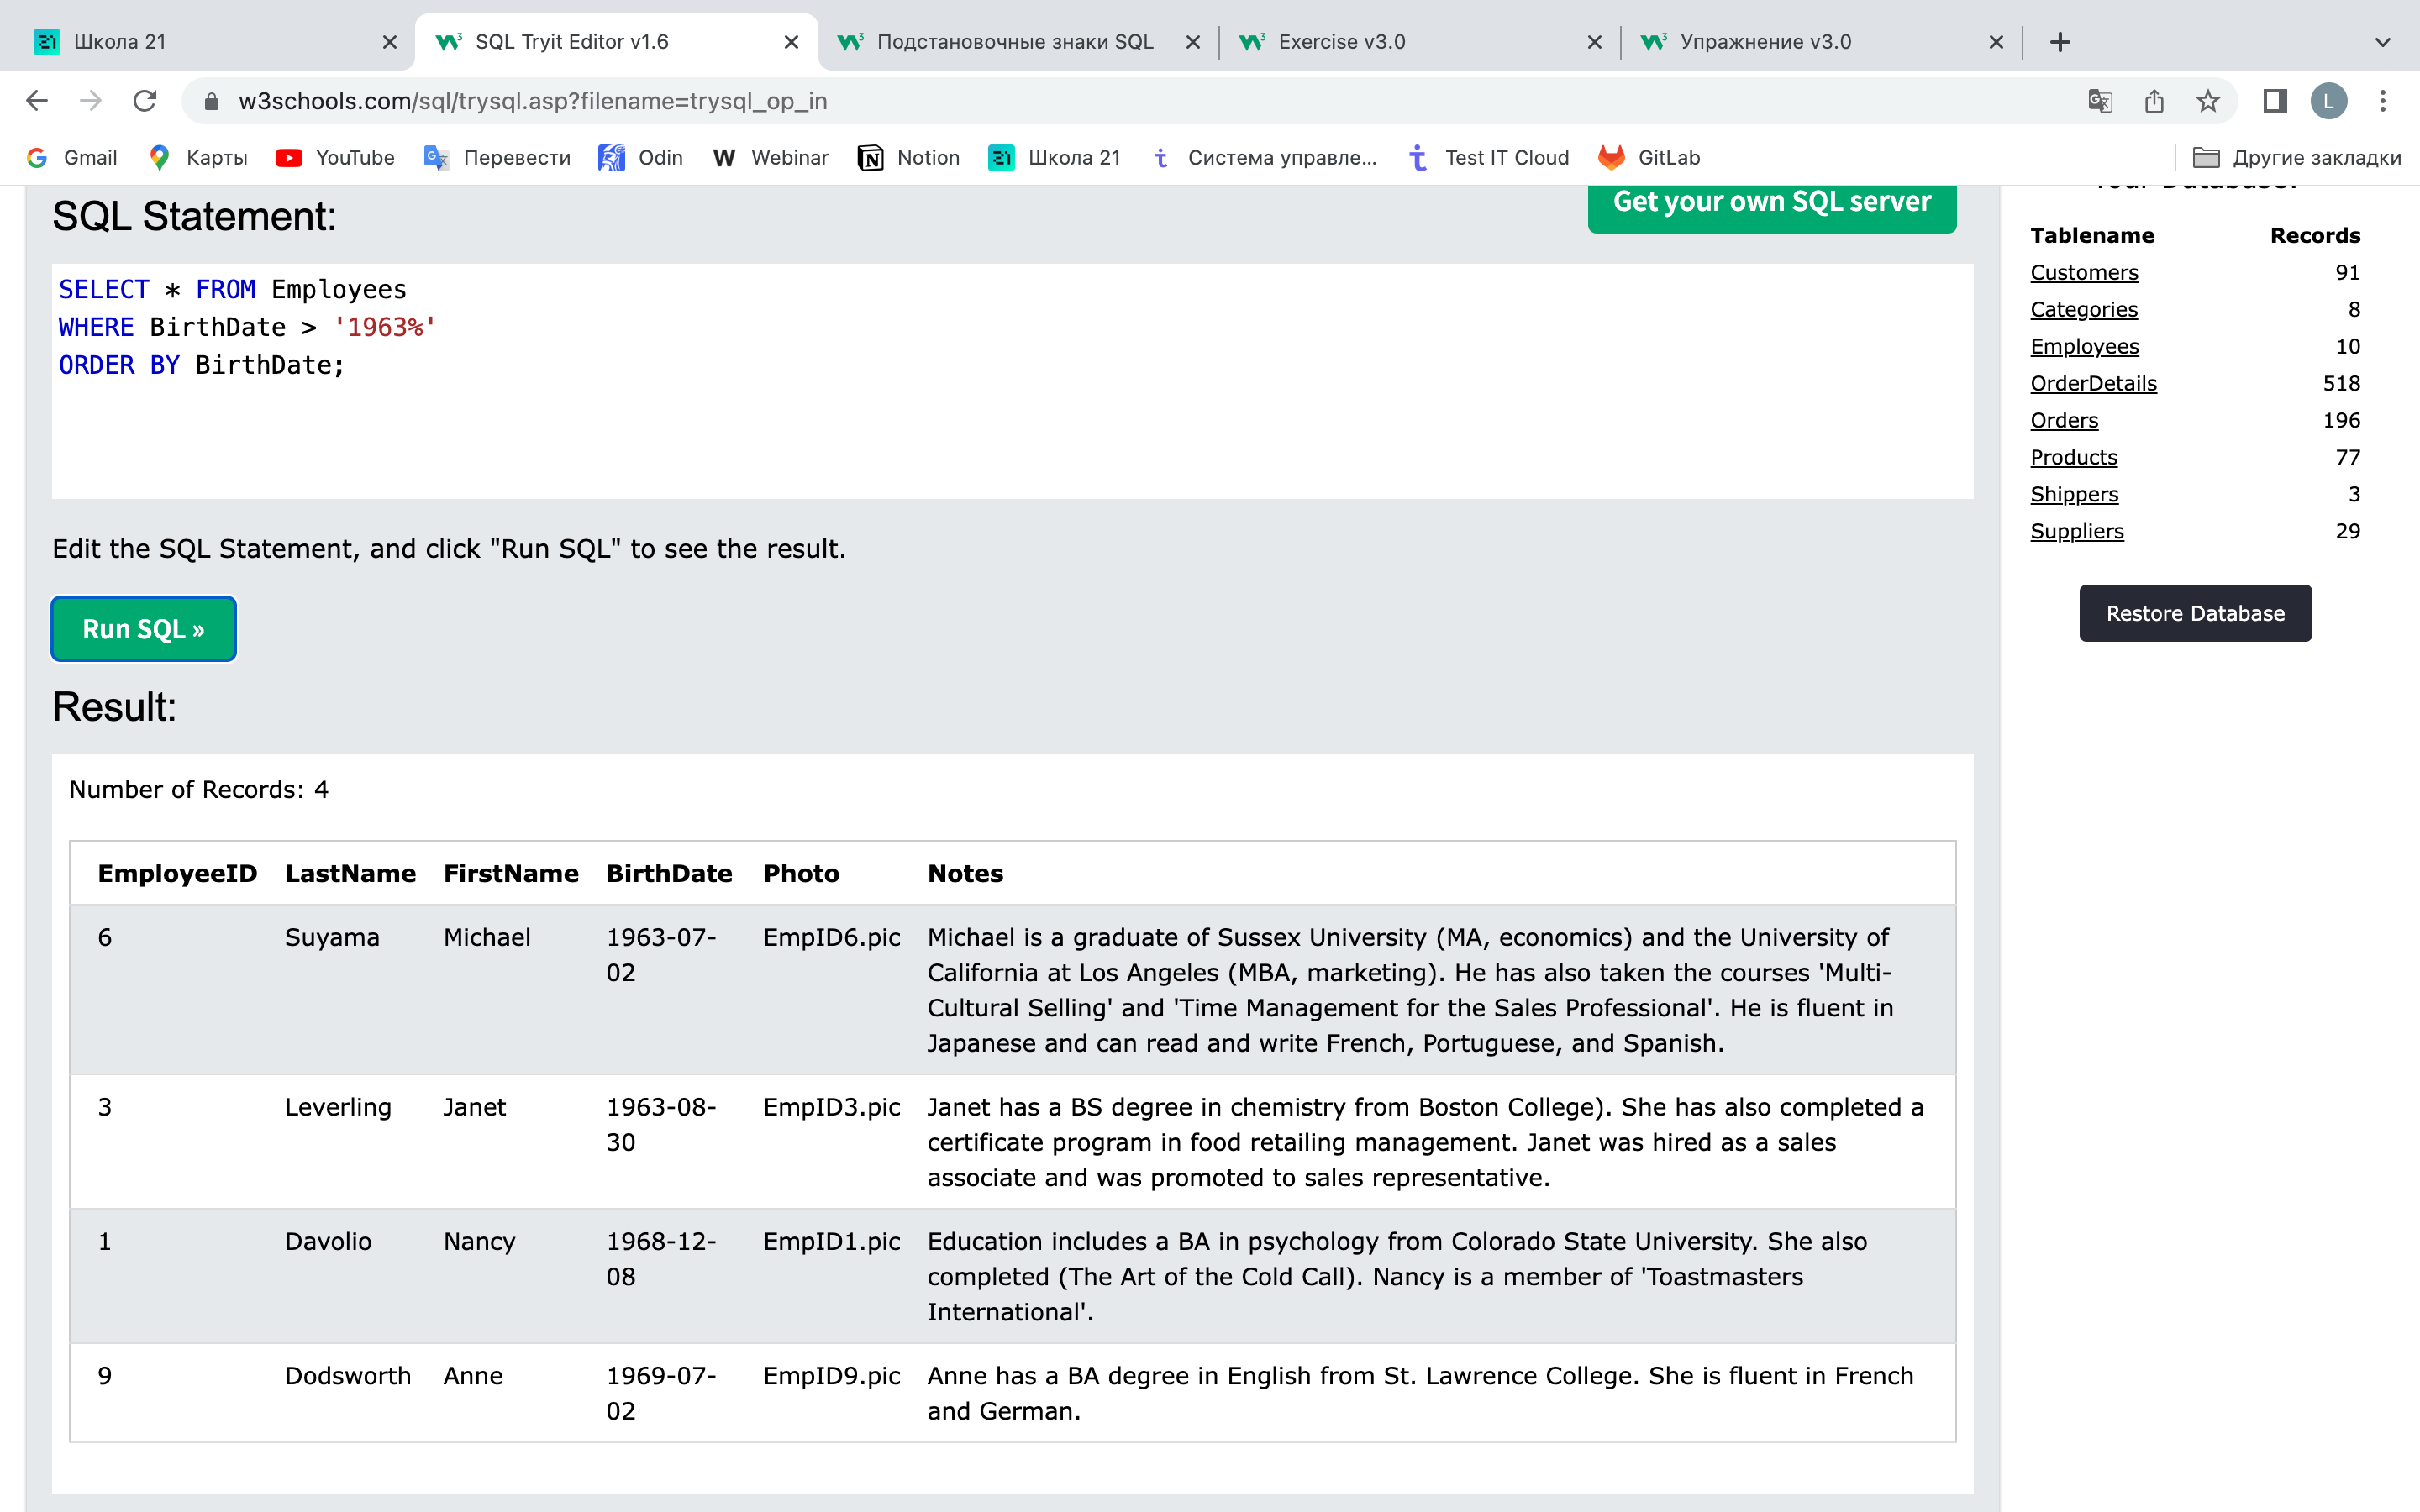 Школа 21
SQL Tryit Editor v1.6
Подстановочные знаки SQL
Exercise v3.0
Упражнение v3.0
w3schools.com/sql/trysql.asp?filename=trysql_op_in
L
Gmail
Карты
YouTube
Перевести
Odin
W Webinar
Notion
Школа 21
Система управле...
Test IT Cloud
GitLab
Другие закладки
SQL Statement:
Get your own SQL server
SELECT * FROM Employees
WHERE BirthDate > '1963%'
ORDER BY BirthDate;
Edit the SQL Statement, and click "Run SQL" to see the result.
Run SQL »
Result:
Number of Records: 4
EmployeeID LastName FirstName BirthDate Photo Notes
6 Suyama Michael 1963-07- EmpID6.pic Michael is a graduate of Sussex University (MA, economics) and the University of
02 California at Los Angeles (MBA, marketing). He has also taken the courses 'Multi-
Cultural Selling' and 'Time Management for the Sales Professional'. He is fluent in
Japanese and can read and write French, Portuguese, and Spanish.
3 Leverling Janet 1963-08- EmpID3.pic Janet has a BS degree in chemistry from Boston College). She has also completed a
30 certificate program in food retailing management. Janet was hired as a sales
associate and was promoted to sales representative.
1 Davolio Nancy 1968-12- EmpID1.pic Education includes a BA in psychology from Colorado State University. She also
08 completed (The Art of the Cold Call). Nancy is a member of 'Toastmasters
International'.
9 Dodsworth Anne 1969-07- EmpID9.pic Anne has a BA degree in English from St. Lawrence College. She is fluent in French
02 and German.
Your Database:
Tablename Records
Customers 91
Categories 8
Employees 10
OrderDetails 518
Orders 196
Products 77
Shippers 3
Suppliers 29
Restore Database